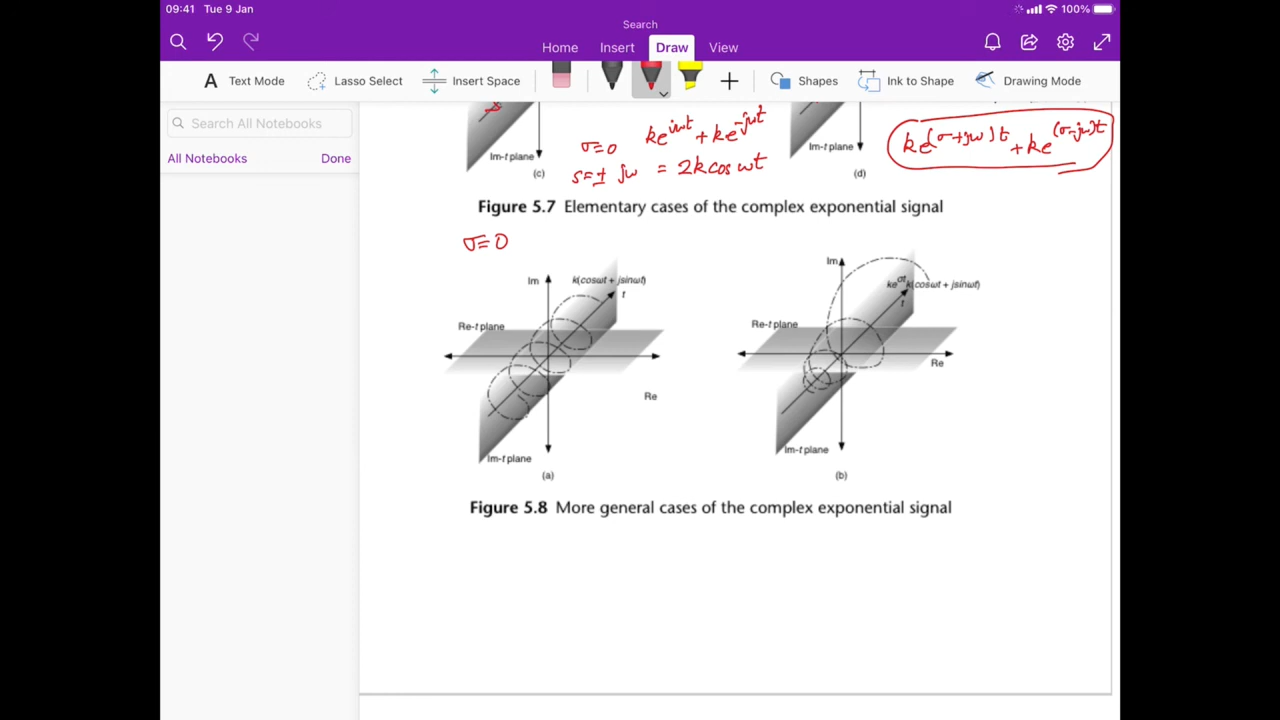 09:41 Tue 9 Jan
100%
Search
Home Insert Draw View
Text Mode Lasso Select Insert Space Shapes Ink to Shape Drawing Mode
Search All Notebooks
All Notebooks Done
Im-t plane
(c)
σ=0 ke^{jωt} + ke^{-jωt}
s=± jω = 2k cos ωt
Im-t plane
(d)
ke^{(σ+jω)t} + ke^{(σ-jω)t}
Figure 5.7 Elementary cases of the complex exponential signal
σ=0
Im
k(cosωt + jsinωt)
t
Re-t plane
Re
Im-t plane
(a)
Im
ke^{σt}k(cosωt + jsinωt)
t
Re-t plane
Re
Im-t plane
(b)
Figure 5.8 More general cases of the complex exponential signal